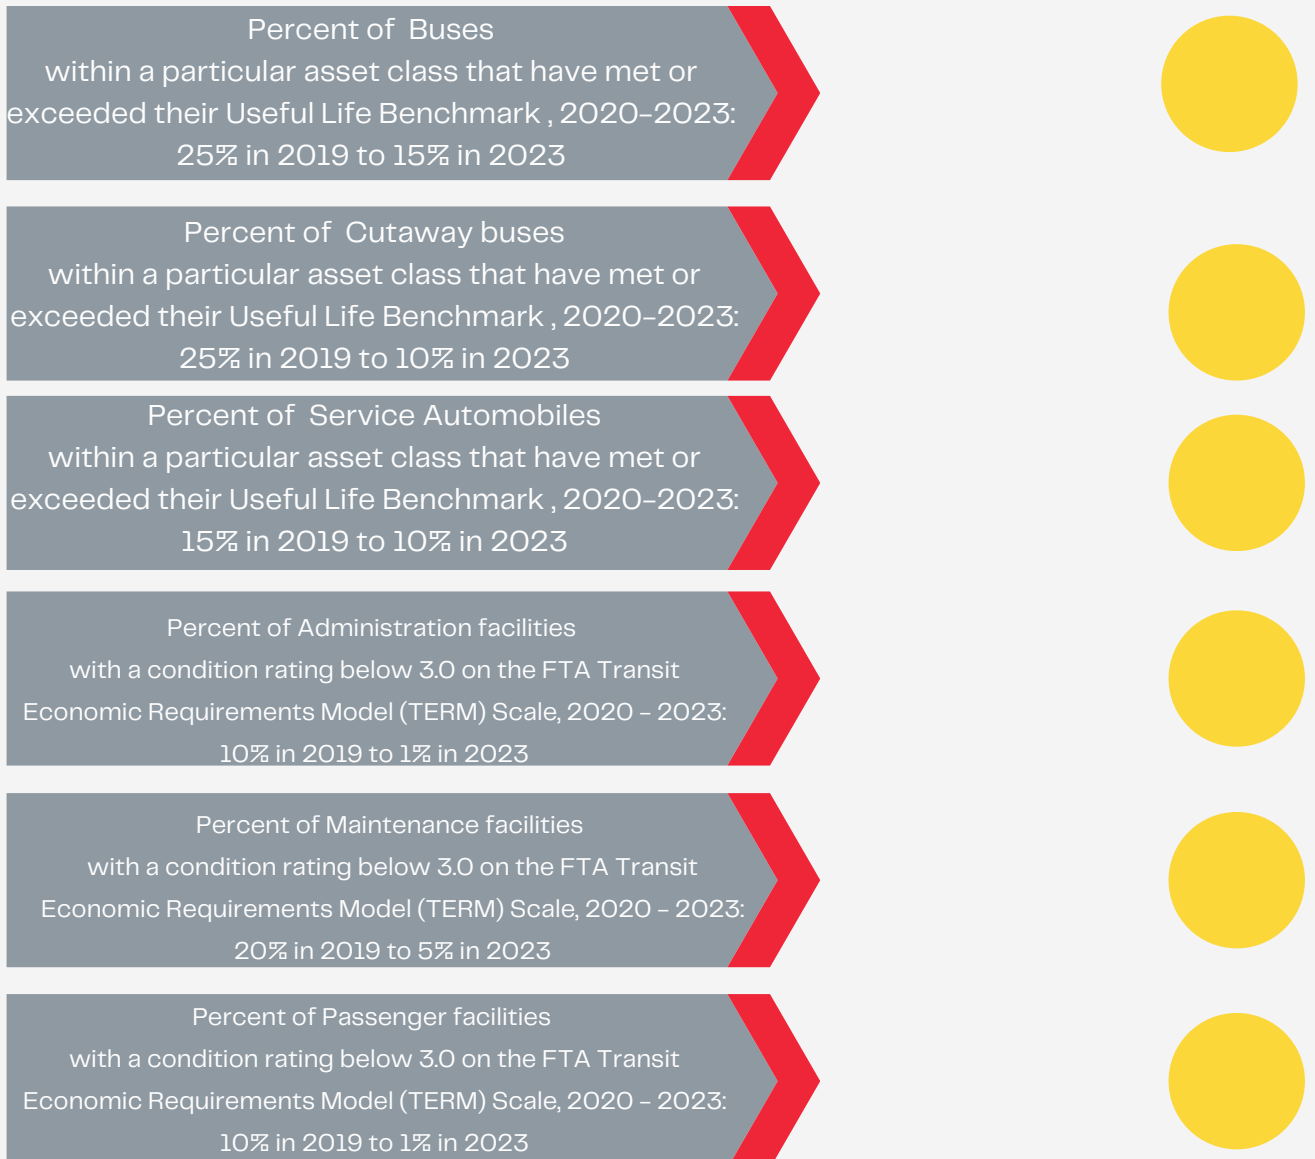 Percent of  Buses
within a particular asset class that have met or
exceeded their Useful Life Benchmark , 2020-2023:
25% in 2019 to 15% in 2023
Percent of  Cutaway buses
within a particular asset class that have met or
exceeded their Useful Life Benchmark , 2020-2023:
25% in 2019 to 10% in 2023
Percent of  Service Automobiles
within a particular asset class that have met or
exceeded their Useful Life Benchmark , 2020-2023:
15% in 2019 to 10% in 2023
Percent of Administration facilities
with a condition rating below 3.0 on the FTA Transit
Economic Requirements Model (TERM) Scale, 2020 - 2023:
10% in 2019 to 1% in 2023
Percent of Maintenance facilities
with a condition rating below 3.0 on the FTA Transit
Economic Requirements Model (TERM) Scale, 2020 - 2023:
20% in 2019 to 5% in 2023
Percent of Passenger facilities
with a condition rating below 3.0 on the FTA Transit
Economic Requirements Model (TERM) Scale, 2020 - 2023:
10% in 2019 to 1% in 2023